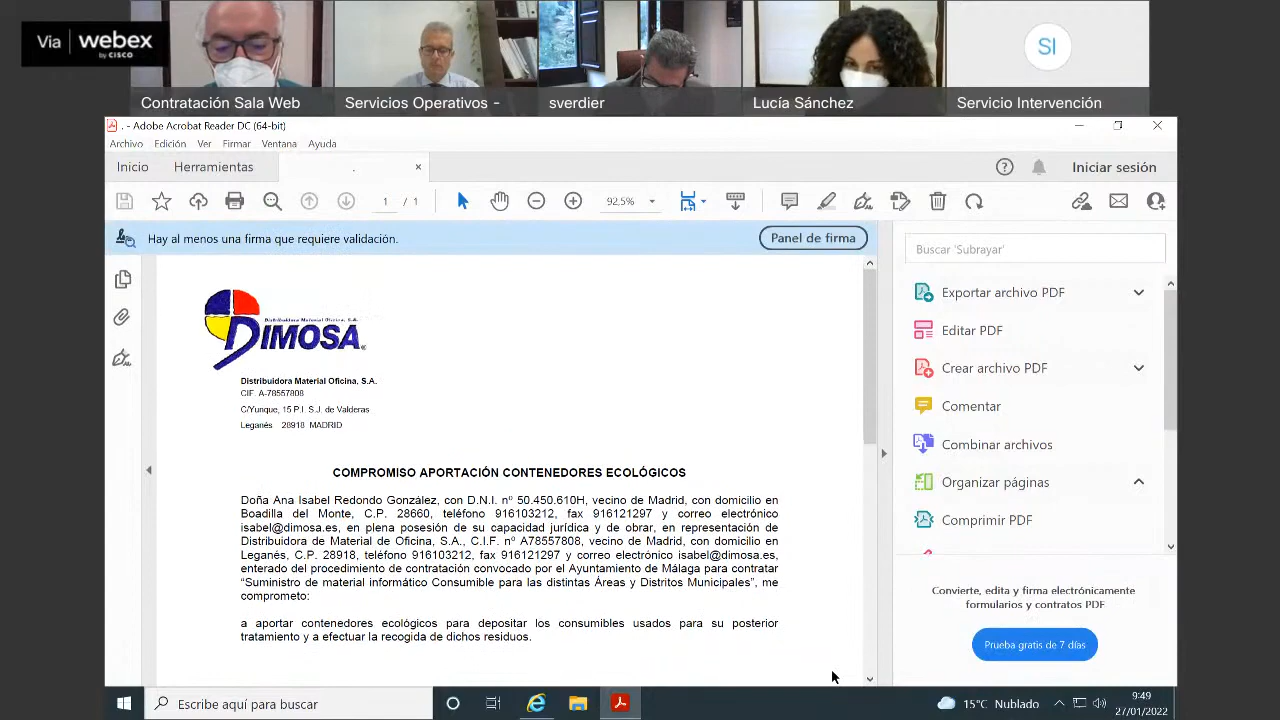 Via webex
by CISCO
Contratación Sala Web
Servicios Operativos -
sverdier
Lucía Sánchez
SI
Servicio Intervención
. - Adobe Acrobat Reader DC (64-bit)
Archivo Edición Ver Firmar Ventana Ayuda
Inicio Herramientas . × Iniciar sesión
1 / 1 92,5%
Hay al menos una firma que requiere validación. Panel de firma
Buscar 'Subrayar'
Exportar archivo PDF
Editar PDF
Crear archivo PDF
Comentar
Combinar archivos
Organizar páginas
Comprimir PDF
Convierte, edita y firma electrónicamente
formularios y contratos PDF
Prueba gratis de 7 días
Distribuidora Material Oficina, S.A.
DIMOSA®
Distribuidora Material Oficina, S.A.
CIF. A-78557808
C/Yunque, 15 P.I. S.J. de Valderas
Leganés 28918 MADRID
COMPROMISO APORTACIÓN CONTENEDORES ECOLÓGICOS
Doña Ana Isabel Redondo González, con D.N.I. nº 50.450.610H, vecino de Madrid, con domicilio en
Boadilla del Monte, C.P. 28660, teléfono 916103212, fax 916121297 y correo electrónico
isabel@dimosa.es, en plena posesión de su capacidad jurídica y de obrar, en representación de
Distribuidora de Material de Oficina, S.A., C.I.F. nº A78557808, vecino de Madrid, con domicilio en
Leganés, C.P. 28918, teléfono 916103212, fax 916121297 y correo electrónico isabel@dimosa.es,
enterado del procedimiento de contratación convocado por el Ayuntamiento de Málaga para contratar
“Suministro de material informático Consumible para las distintas Áreas y Distritos Municipales”, me
comprometo:
a aportar contenedores ecológicos para depositar los consumibles usados para su posterior
tratamiento y a efectuar la recogida de dichos residuos.
Escribe aquí para buscar
15°C Nublado
9:49
27/01/2022